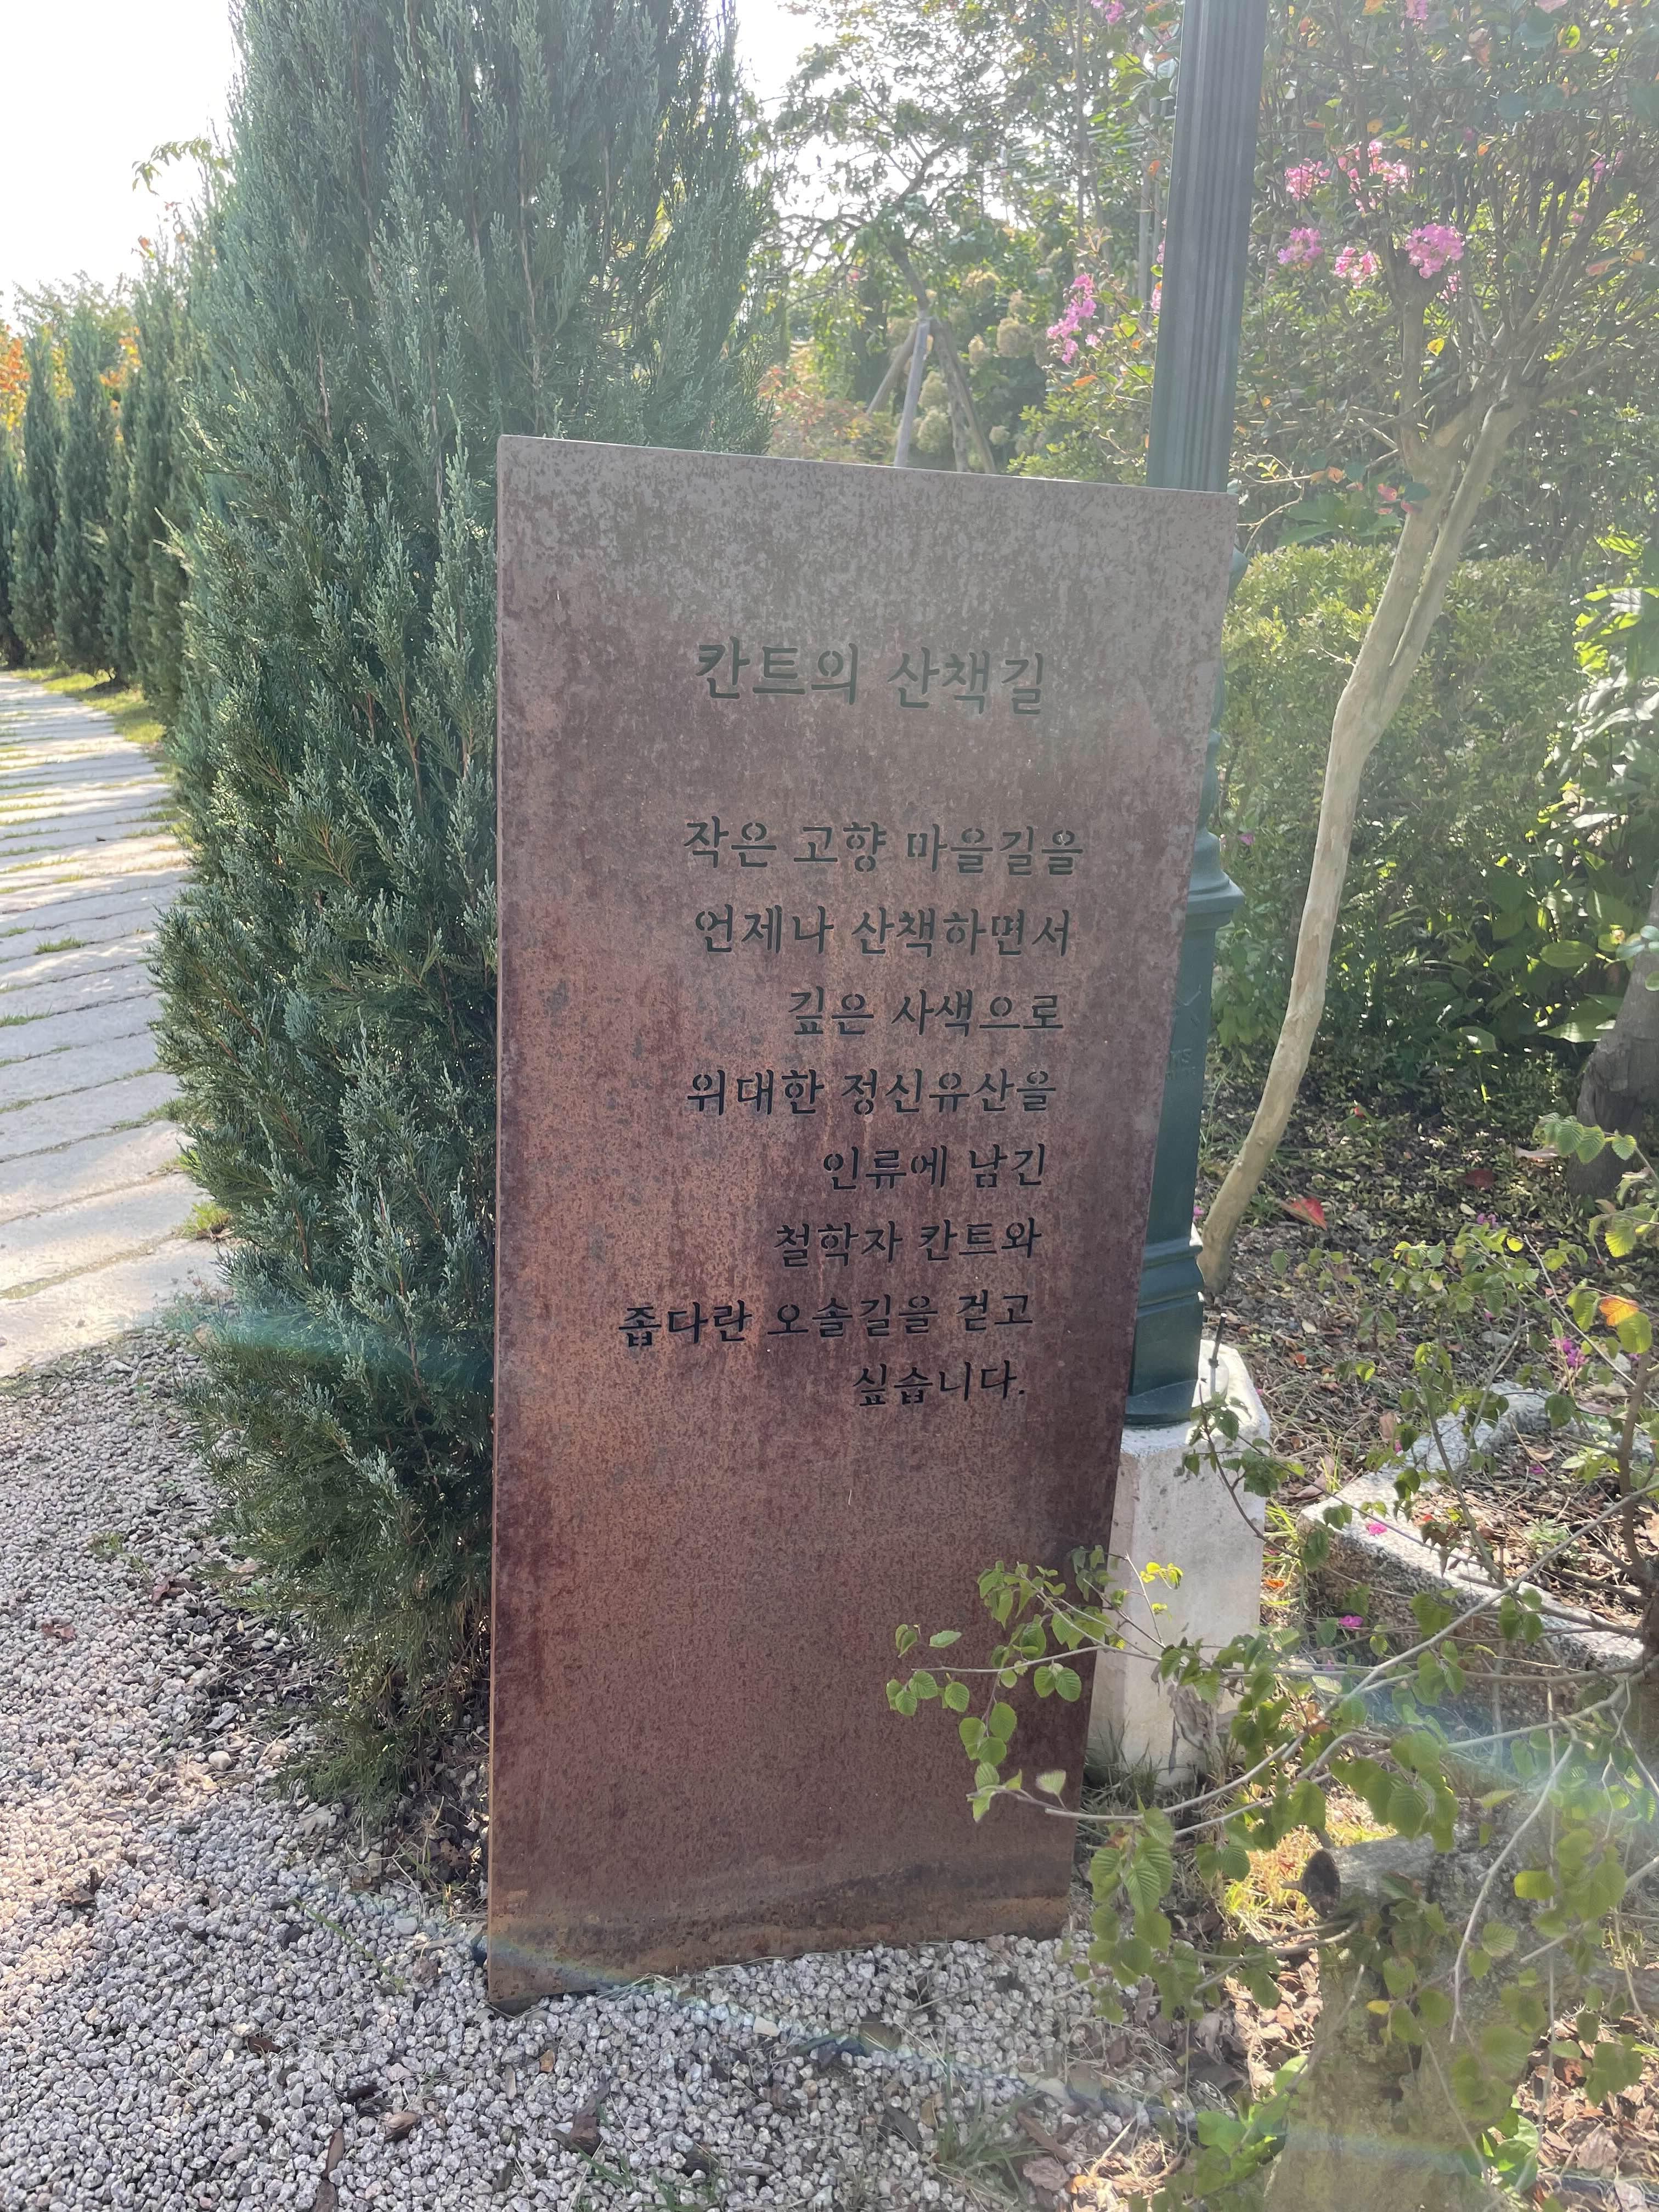 칸트의 산책길
작은 고향 마을길을
언제나 산책하면서
깊은 사색으로
위대한 정신유산을
인류에 남긴
철학자 칸트와
좁다란 오솔길을 걷고
싶습니다.